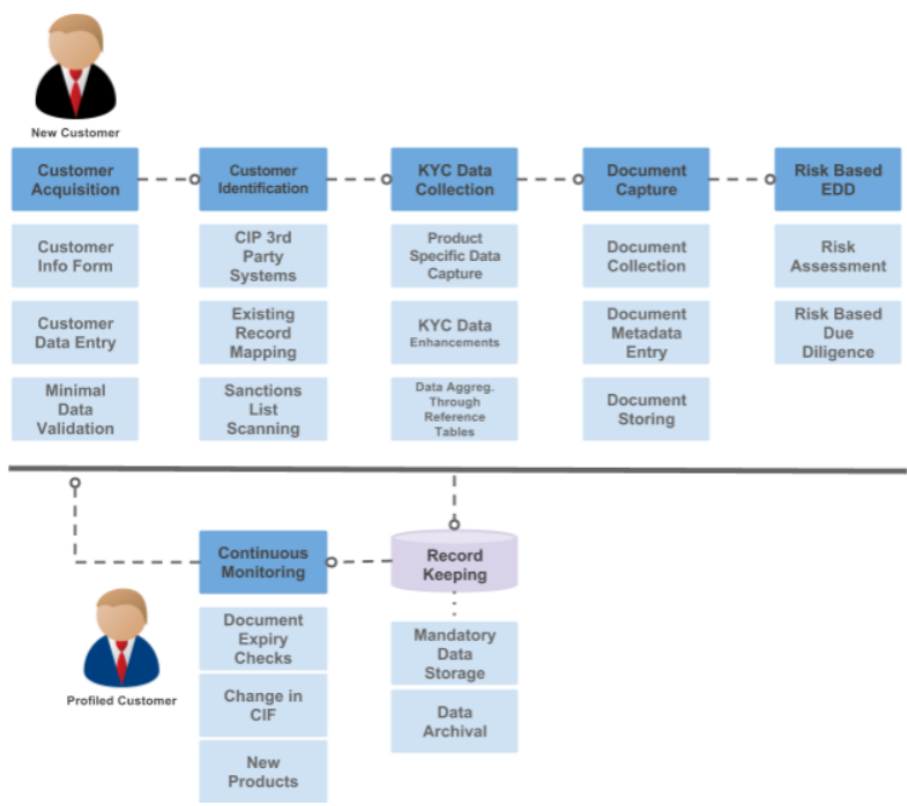 New Customer
Customer
Acquisition
Customer
Identification
KYC Data
Collection
Document
Capture
Risk Based
EDD
Customer
Info Form
CIP 3rd
Party
Systems
Product
Specific Data
Capture
Document
Collection
Risk
Assessment
Customer
Data Entry
Existing
Record
Mapping
KYC Data
Enhancements
Document
Metadata
Entry
Risk Based
Due
Diligence
Minimal
Data
Validation
Sanctions
List
Scanning
Data Aggreg.
Through
Reference
Tables
Document
Storing
Continuous
Monitoring
Record
Keeping
Profiled Customer
Document
Expiry
Checks
Mandatory
Data
Storage
Change in
CIF
Data
Archival
New
Products